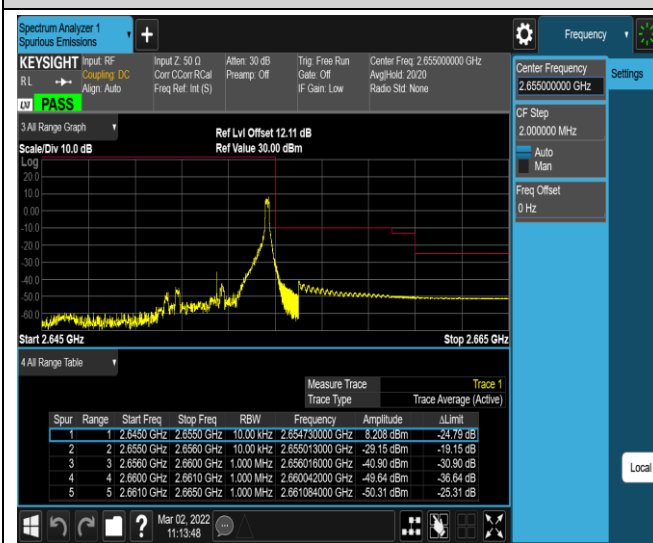 Spectrum Analyzer 1
Spurious Emissions
Frequency
KEYSIGHT Input: RF Input Z: 50 Ω Atten: 30 dB Trig: Free Run Center Freq: 2.655000000 GHz
RL Coupling: DC Corr CCorr RCal Preamp: Off Gate: Off Avg|Hold: 20/20
Align: Auto Freq Ref: Int (S) IF Gain: Low Radio Std: None
PASS
Center Frequency
2.655000000 GHz
Settings
CF Step
2.000000 MHz
Auto
Man
Freq Offset
0 Hz
Local
3 All Range Graph
Ref Lvl Offset 12.11 dB
Scale/Div 10.0 dB Ref Value 30.00 dBm
Log
20.0
10.0
0.00
-10.0
-20.0
-30.0
-40.0
-50.0
-60.0
Start 2.645 GHz Stop 2.665 GHz
4 All Range Table
Measure Trace Trace 1
Trace Type Trace Average (Active)
Spur Range Start Freq Stop Freq RBW Frequency Amplitude ΔLimit
1 1 2.6450 GHz 2.6550 GHz 10.00 kHz 2.654730000 GHz 8.208 dBm -24.79 dB
2 2 2.6550 GHz 2.6560 GHz 10.00 kHz 2.655013000 GHz -29.15 dBm -19.15 dB
3 3 2.6560 GHz 2.6600 GHz 1.000 MHz 2.656016000 GHz -40.90 dBm -30.90 dB
4 4 2.6600 GHz 2.6610 GHz 1.000 MHz 2.660042000 GHz -49.64 dBm -36.64 dB
5 5 2.6610 GHz 2.6650 GHz 1.000 MHz 2.661084000 GHz -50.31 dBm -25.31 dB
Mar 02, 2022
11:13:48